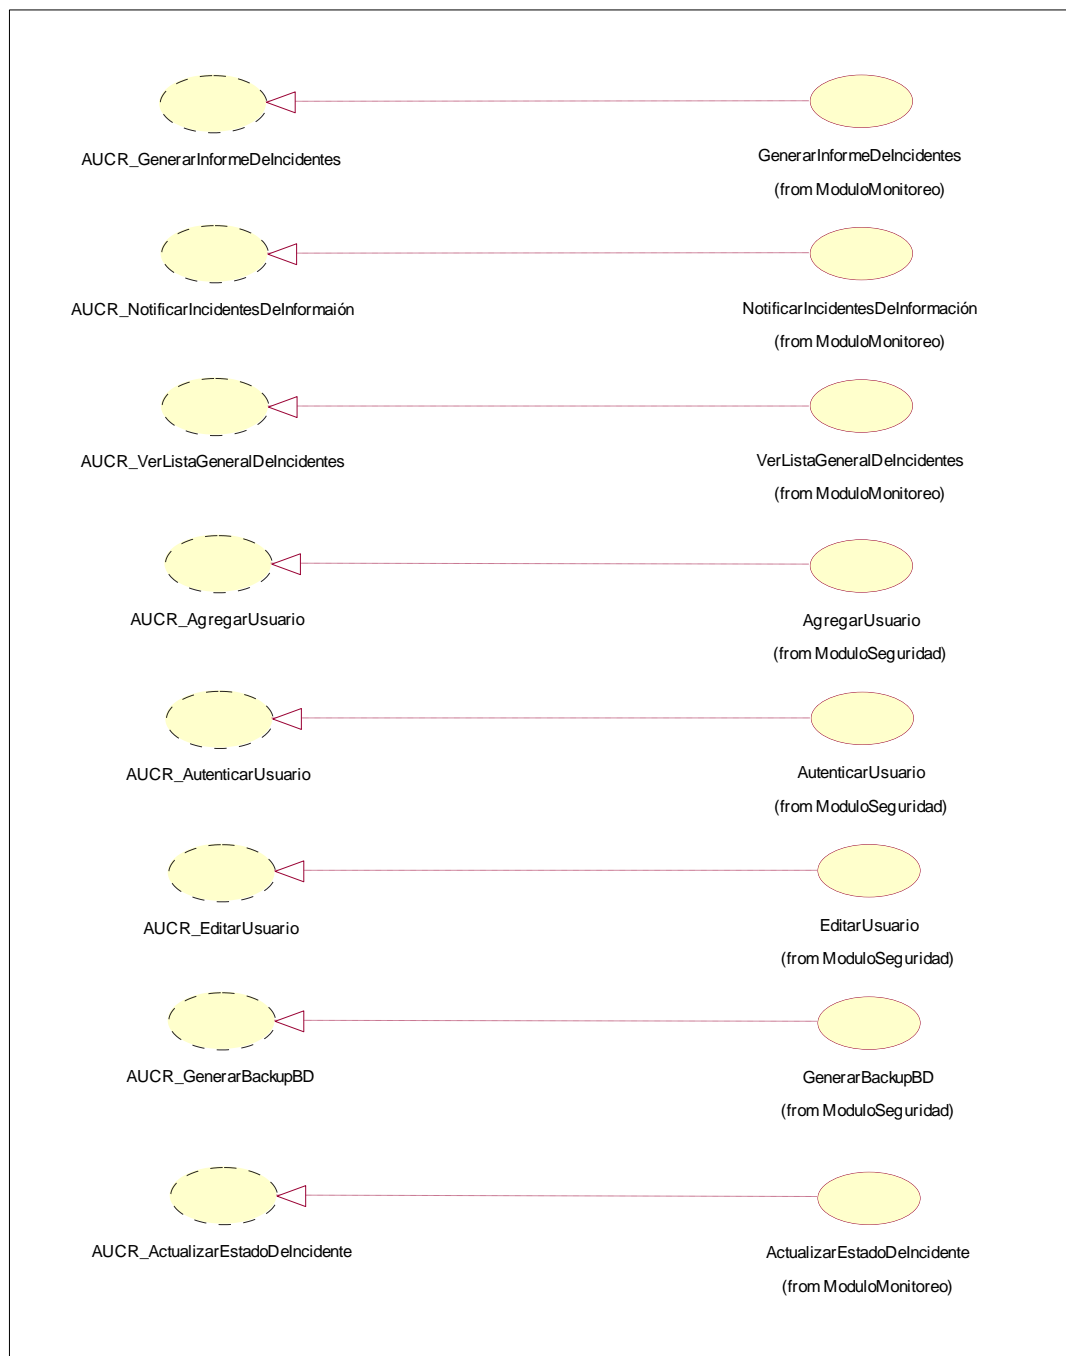 AUCR_GenerarInformeDeIncidentes
GenerarInformeDeIncidentes
(from ModuloMonitoreo)
AUCR_NotificarIncidentesDeInformaión
NotificarIncidentesDeInformación
(from ModuloMonitoreo)
AUCR_VerListaGeneralDeIncidentes
VerListaGeneralDeIncidentes
(from ModuloMonitoreo)
AUCR_AgregarUsuario
AgregarUsuario
(from ModuloSeguridad)
AUCR_AutenticarUsuario
AutenticarUsuario
(from ModuloSeguridad)
AUCR_EditarUsuario
EditarUsuario
(from ModuloSeguridad)
AUCR_GenerarBackupBD
GenerarBackupBD
(from ModuloSeguridad)
AUCR_ActualizarEstadoDeIncidente
ActualizarEstadoDeIncidente
(from ModuloMonitoreo)